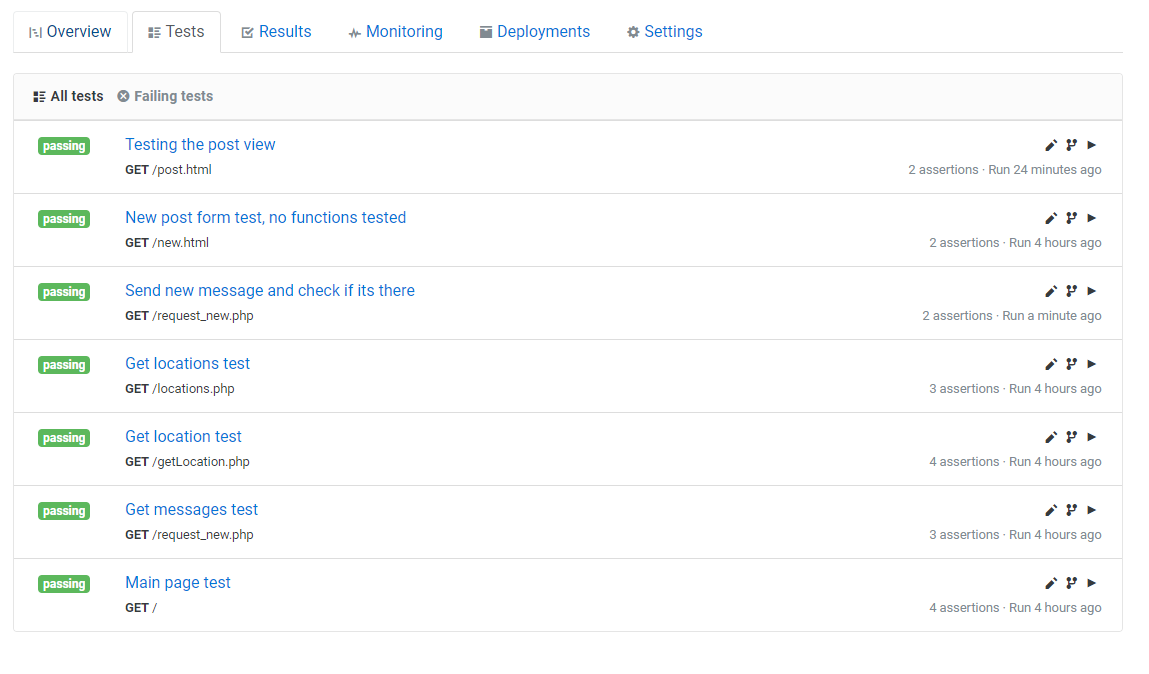 Overview Tests Results Monitoring Deployments Settings
All tests Failing tests
passing Testing the post view
GET /post.html 2 assertions · Run 24 minutes ago
passing New post form test, no functions tested
GET /new.html 2 assertions · Run 4 hours ago
passing Send new message and check if its there
GET /request_new.php 2 assertions · Run a minute ago
passing Get locations test
GET /locations.php 3 assertions · Run 4 hours ago
passing Get location test
GET /getLocation.php 4 assertions · Run 4 hours ago
passing Get messages test
GET /request_new.php 3 assertions · Run 4 hours ago
passing Main page test
GET / 4 assertions · Run 4 hours ago